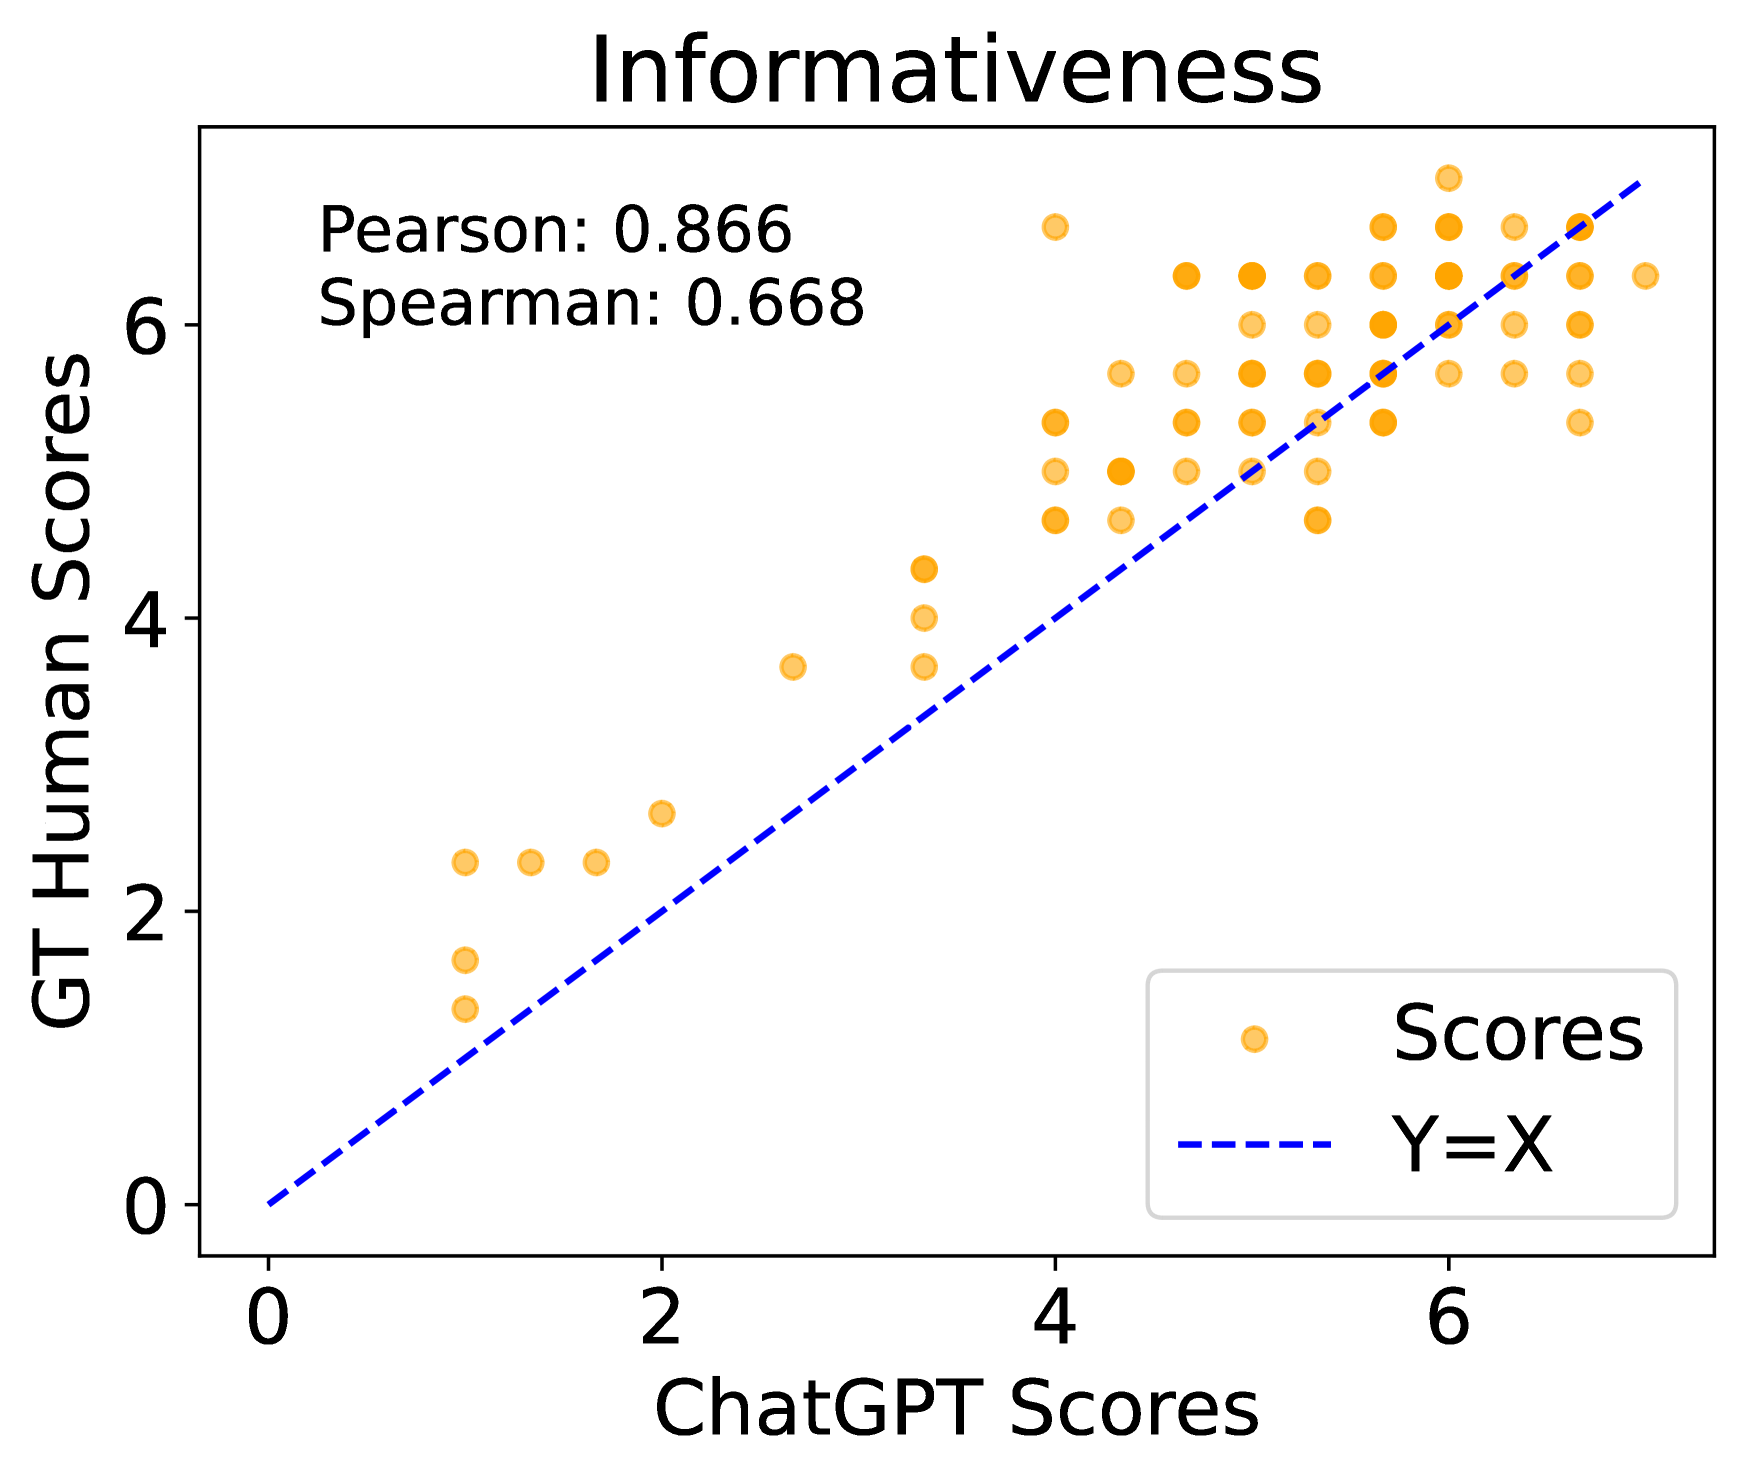 Informativeness
Pearson: 0.866
Spearman: 0.668
GT Human Scores
6
4
2
0
Scores
Y=X
0 2 4 6
ChatGPT Scores